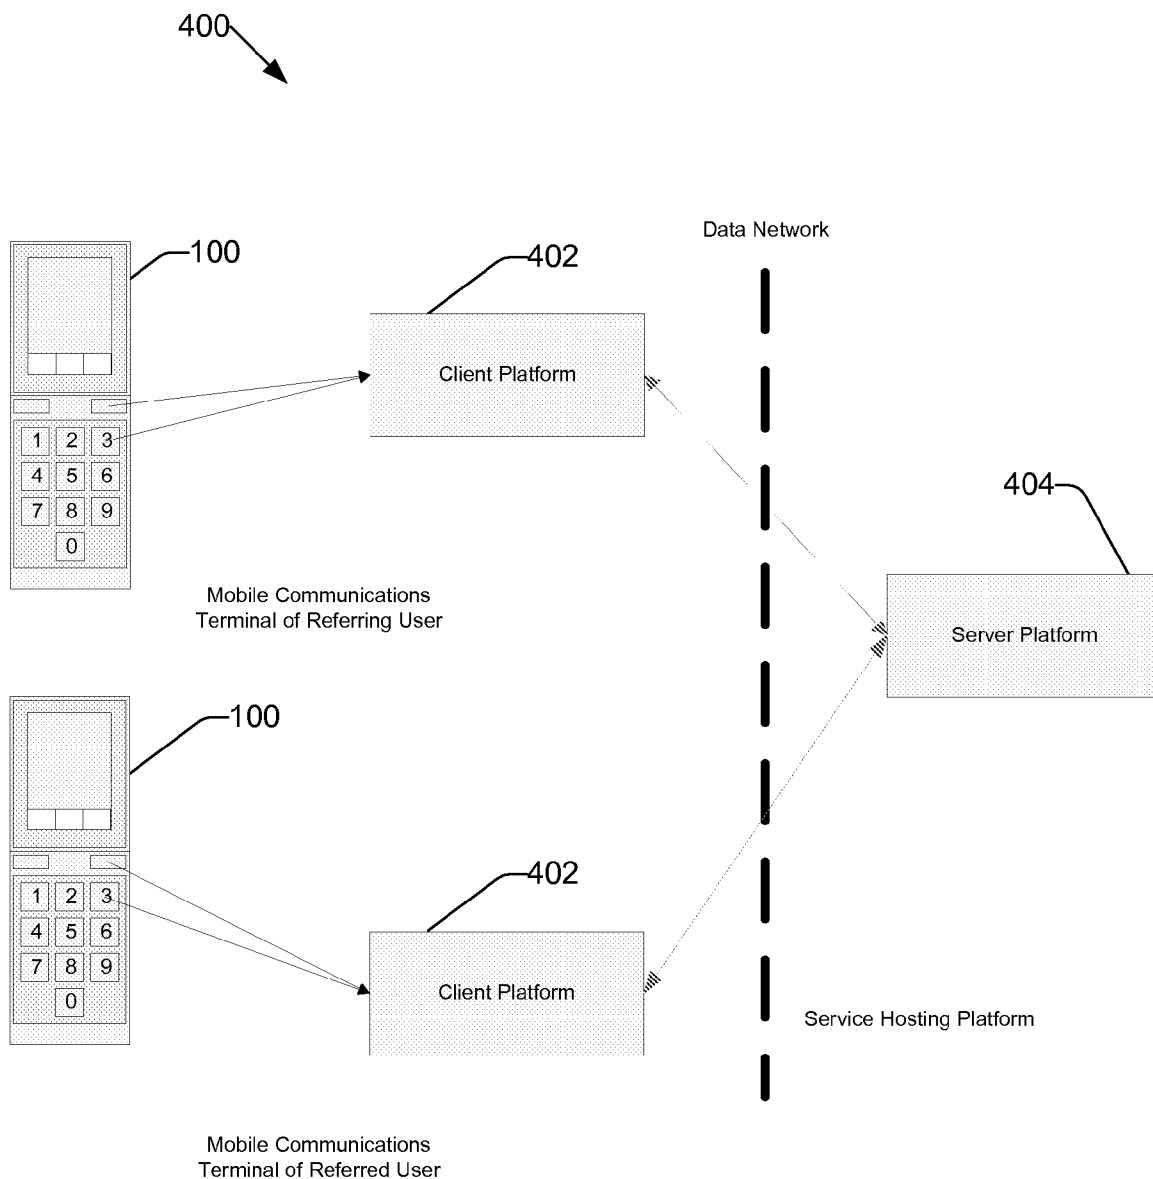 400
Data Network
100
402
Client Platform
1 2 3
4 5 6
7 8 9
0
404
Server Platform
Mobile Communications
Terminal of Referring User
100
402
1 2 3
4 5 6
7 8 9
0
Client Platform
Service Hosting Platform
Mobile Communications
Terminal of Referred User